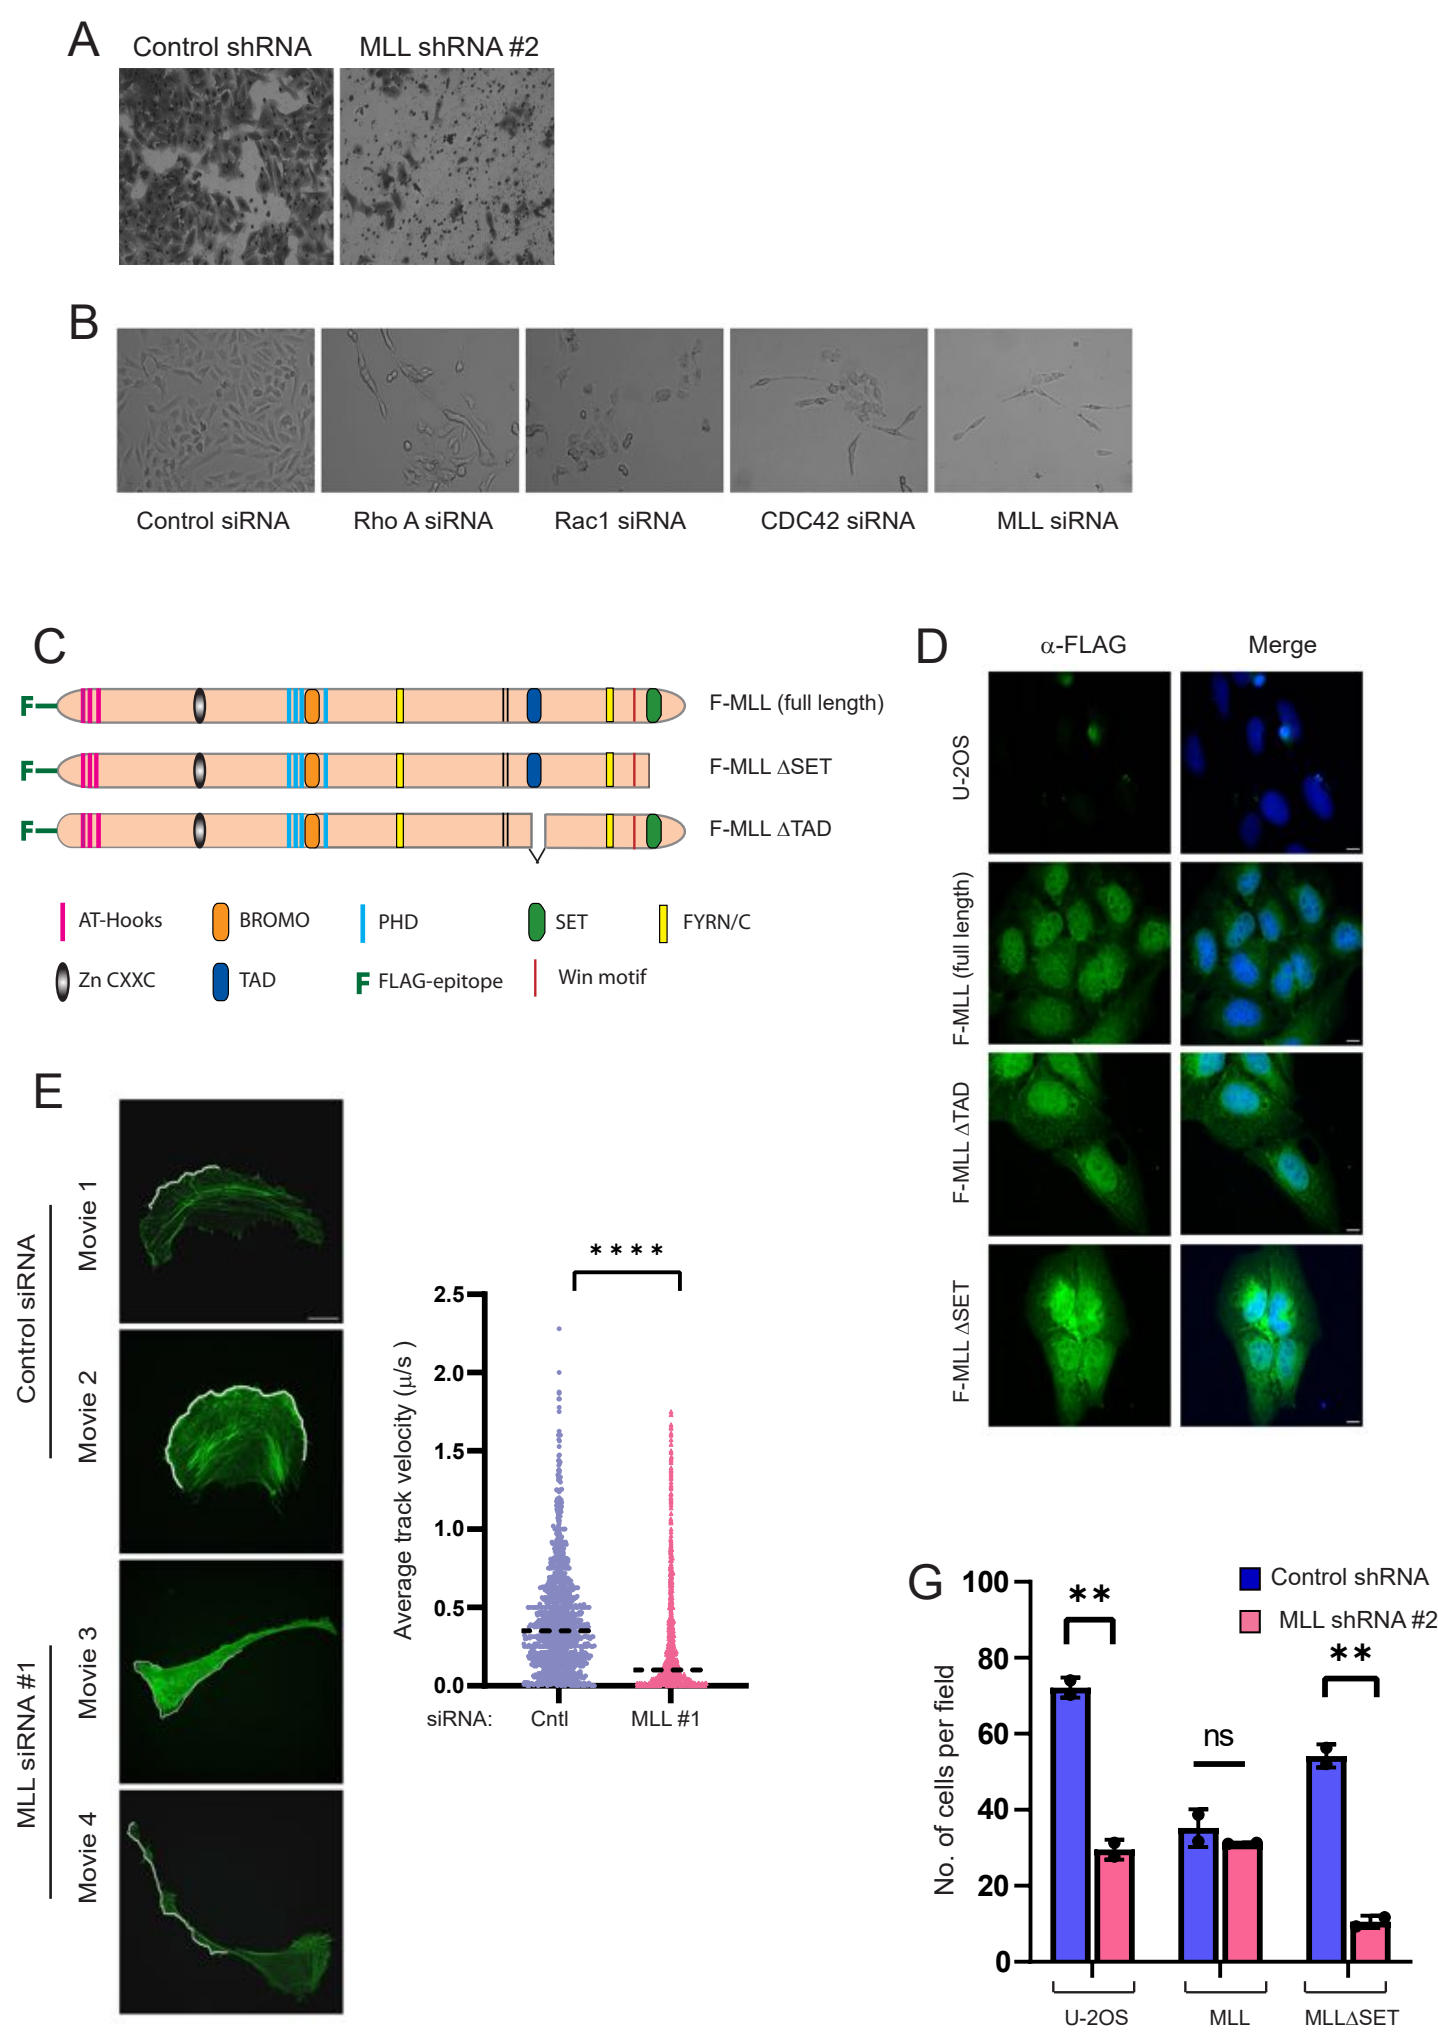 A
Control shRNA
MLL shRNA #2
B
Control siRNA
Rho A siRNA
Rac1 siRNA
CDC42 siRNA
MLL siRNA
C
F
F-MLL (full length)
F
F-MLL ΔSET
F
F-MLL ΔTAD
AT-Hooks
BROMO
PHD
SET
FYRN/C
Zn CXXC
TAD
F FLAG-epitope
Win motif
D
α-FLAG
Merge
U-2OS
F-MLL (full length)
F-MLL ΔTAD
F-MLL ΔSET
E
Control siRNA
Movie 1
Movie 2
MLL siRNA #1
Movie 3
Movie 4
****
Average track velocity (μ/s )
2.5
2.0
1.5
1.0
0.5
0.0
siRNA:
Cntl
MLL #1
G
Control shRNA
MLL shRNA #2
No. of cells per field
100
80
60
40
20
0
**
ns
**
U-2OS
MLL
MLLΔSET